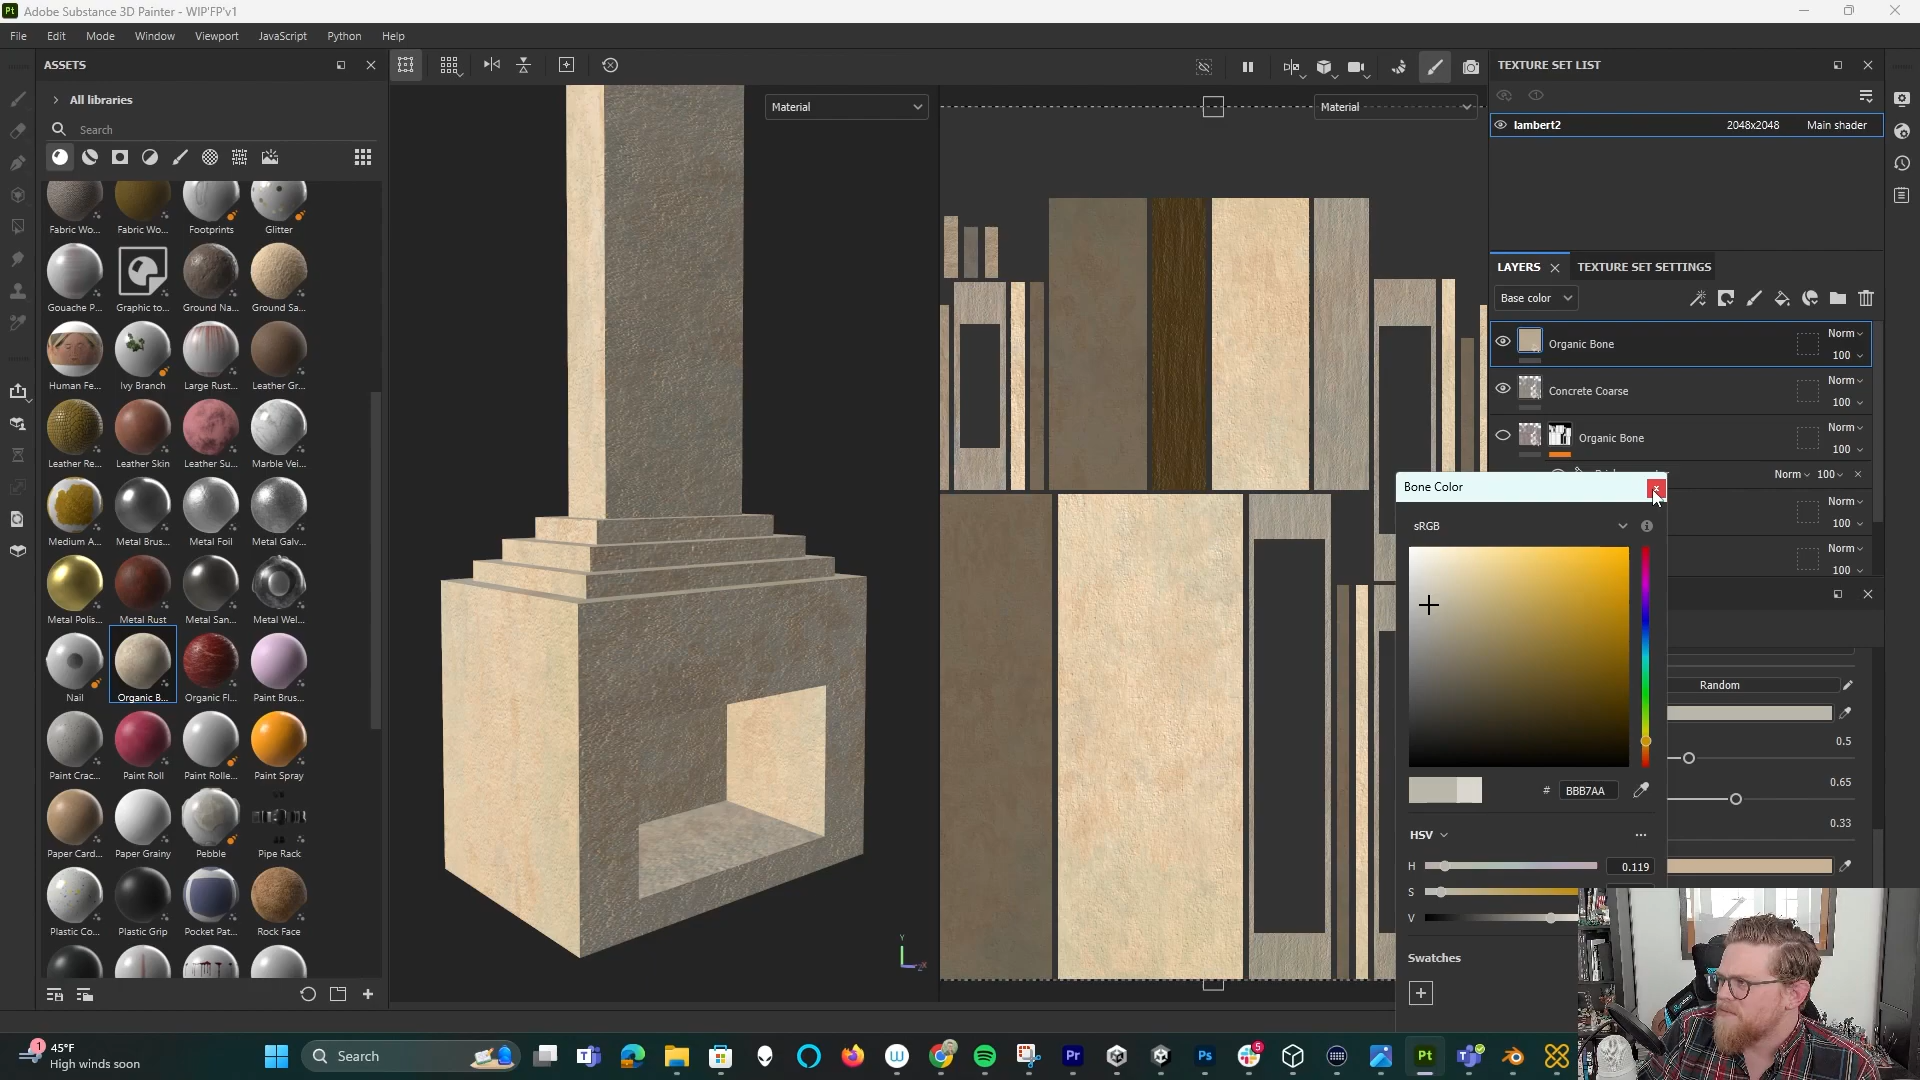 Pt Adobe Substance 3D Painter - WIP'FP'v1
File Edit Mode Window Viewport JavaScript Python Help
ASSETS
All libraries
Search
Fabric Wo... Fabric Wo... Footprints Glitter
Gouache P... Graphic to... Ground Na... Ground Sa...
Human Fe... Ivy Branch Large Rust... Leather Gr...
Leather Re... Leather Skin Leather Su... Marble Vei...
Medium A... Metal Brus... Metal Foil Metal Galv...
Metal Polis... Metal Rust Metal San... Metal Wel...
Nail Organic B... Organic Fl... Paint Brus...
Paint Crac... Paint Roll Paint Rolle... Paint Spray
Paper Card... Paper Grainy Pebble Pipe Rack
Plastic Co... Plastic Grip Pocket Pat... Rock Face
Material
Material
Y
TEXTURE SET LIST
lambert2 2048x2048 Main shader
LAYERS TEXTURE SET SETTINGS
Base color
Organic Bone Norm
100
Concrete Coarse Norm
100
Organic Bone Norm
100
Norm 100
Norm
100
Norm
100
Bone Color
sRGB
# BBB7AA
HSV
H 0.119
S
V
Swatches
Random
0.5
0.65
0.33
1
45°F
High winds soon
Search
5
Pr
Ps
Pt